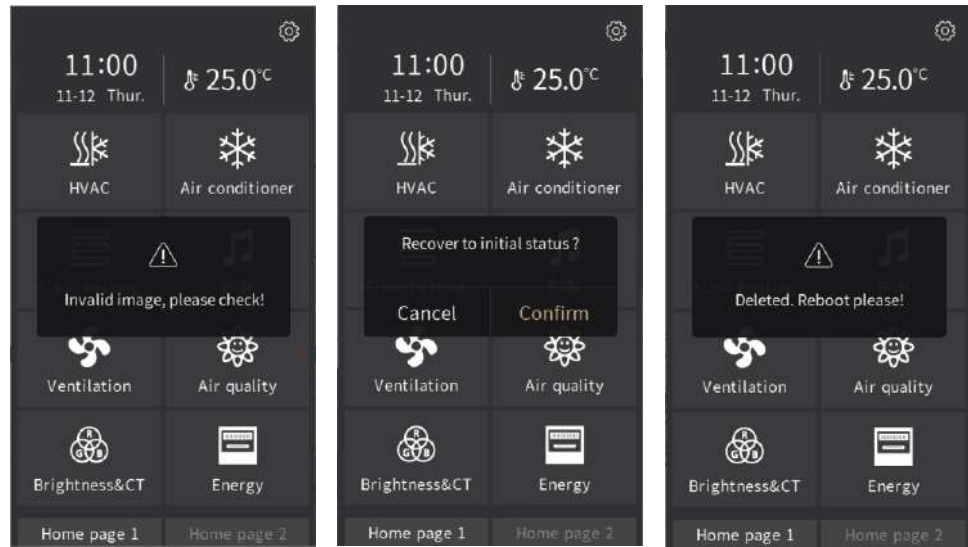 11:00
11-12 Thur.
25.0°C
HVAC
Air conditioner
Invalid image, please check!
Ventilation
Air quality
R
G B
Brightness&CT
Energy
Home page 1
Home page 2
11:00
11-12 Thur.
25.0°C
HVAC
Air conditioner
Recover to initial status ?
Cancel
Confirm
Ventilation
Air quality
R
G B
Brightness&CT
Energy
Home page 1
Home page 2
11:00
11-12 Thur.
25.0°C
HVAC
Air conditioner
Deleted. Reboot please!
Ventilation
Air quality
R
G B
Brightness&CT
Energy
Home page 1
Home page 2